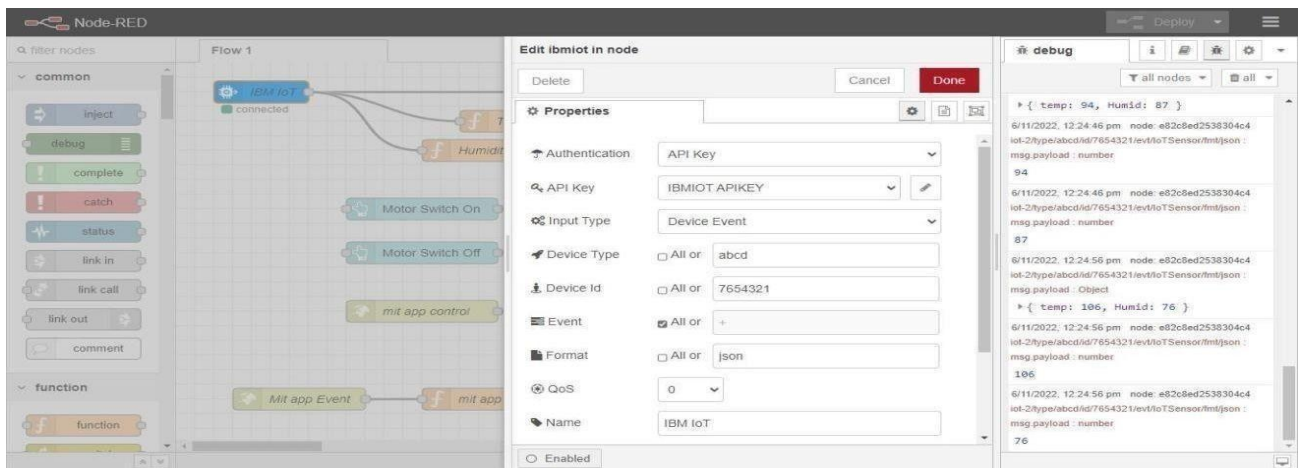 Node-RED
Deploy
filter nodes
common
inject
debug
complete
catch
status
link in
link call
link out
comment
function
function
Flow 1
IBM IoT
connected
Humidit
Motor Switch On
Motor Switch Off
mit app control
Mit app Event
mit app
Edit ibmiot in node
Delete
Cancel
Done
Properties
Authentication
API Key
API Key
IBMIOT APIKEY
Input Type
Device Event
Device Type
All or
abcd
Device Id
All or
7654321
Event
All or
+
Format
All or
json
QoS
0
Name
IBM IoT
Enabled
debug
i
all nodes
all
{ temp: 94, Humid: 87 }
6/11/2022, 12:24:46 pm node: e82c8ed2538304c4
iot-2/type/abcd/id/7654321/evt/IoTSensor/fmt/json :
msg.payload : number
94
6/11/2022, 12:24:46 pm node: e82c8ed2538304c4
iot-2/type/abcd/id/7654321/evt/IoTSensor/fmt/json :
msg.payload : number
87
6/11/2022, 12:24:56 pm node: e82c8ed2538304c4
iot-2/type/abcd/id/7654321/evt/IoTSensor/fmt/json :
msg.payload : Object
{ temp: 106, Humid: 76 }
6/11/2022, 12:24:56 pm node: e82c8ed2538304c4
iot-2/type/abcd/id/7654321/evt/IoTSensor/fmt/json :
msg.payload : number
106
6/11/2022, 12:24:56 pm node: e82c8ed2538304c4
iot-2/type/abcd/id/7654321/evt/IoTSensor/fmt/json :
msg.payload : number
76